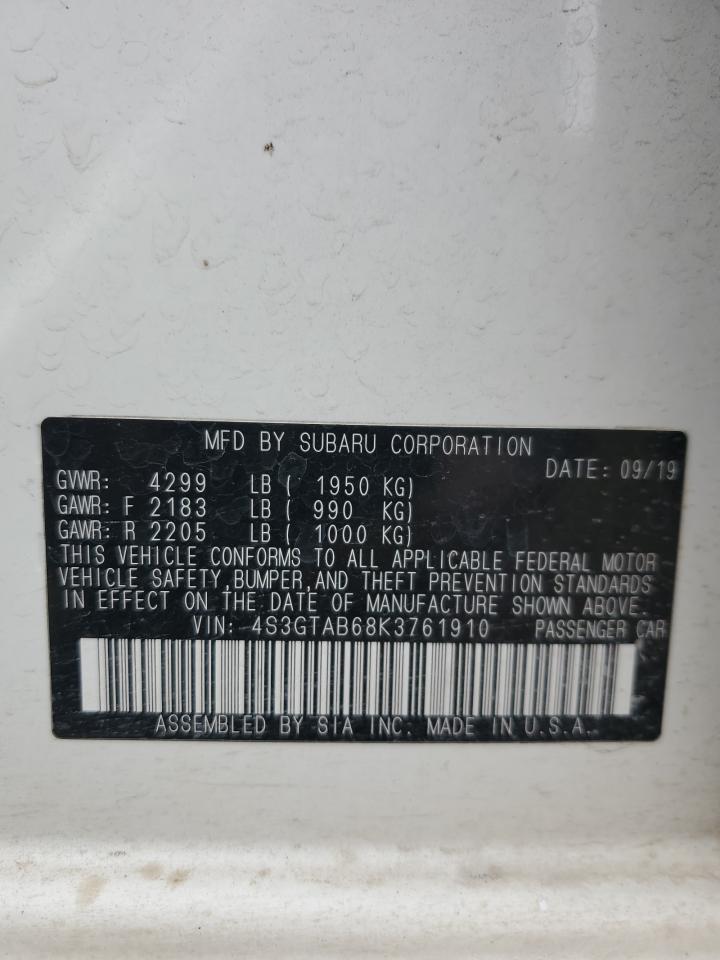 MFD BY SUBARU CORPORATION
DATE: 09/19
GVWR: 4299 LB ( 1950 KG)
GAWR: F 2183 LB ( 990 KG)
GAWR: R 2205 LB ( 1000 KG)
THIS VEHICLE CONFORMS TO ALL APPLICABLE FEDERAL MOTOR
VEHICLE SAFETY, BUMPER, AND THEFT PREVENTION STANDARDS
IN EFFECT ON THE DATE OF MANUFACTURE SHOWN ABOVE.
VIN: 4S3GTAB68K3761910 PASSENGER CAR
ASSEMBLED BY SIA INC. MADE IN U.S.A.